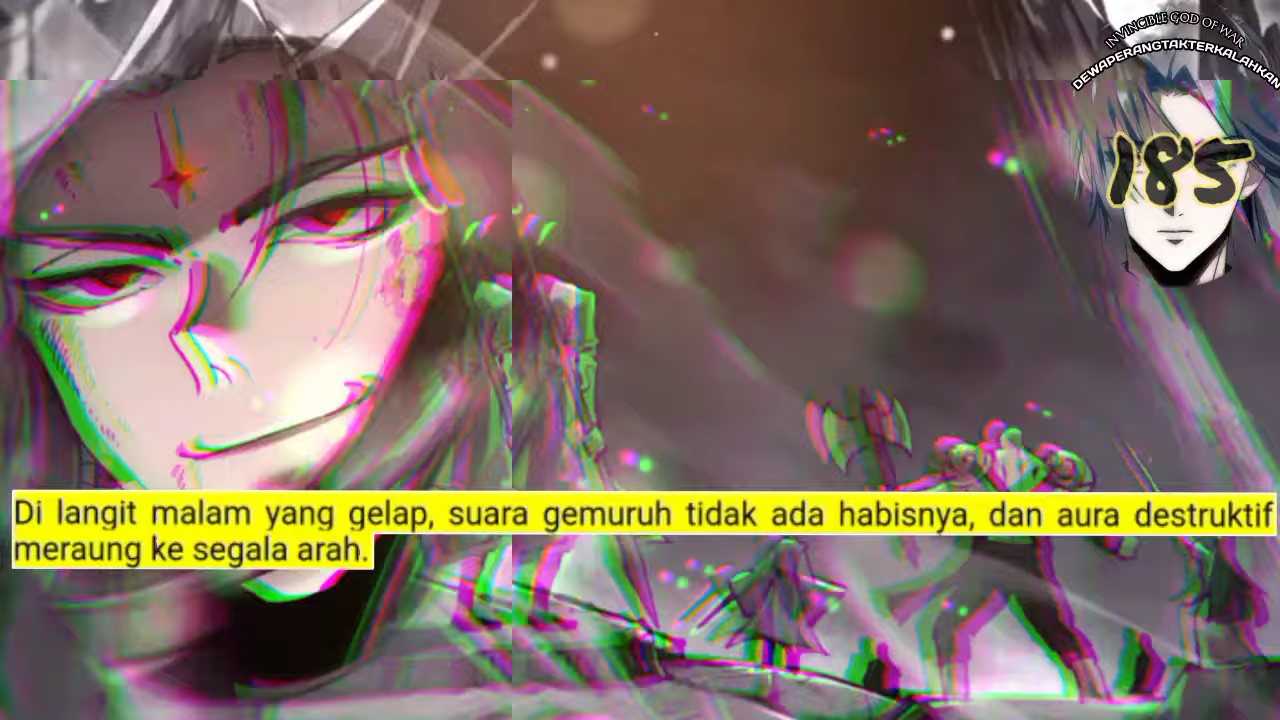 INVINCIBLE GOD OF WAR
DEWAPERANGTAKTERKALAHKAN
185
Di langit malam yang gelap, suara gemuruh tidak ada habisnya, dan aura destruktif
meraung ke segala arah.